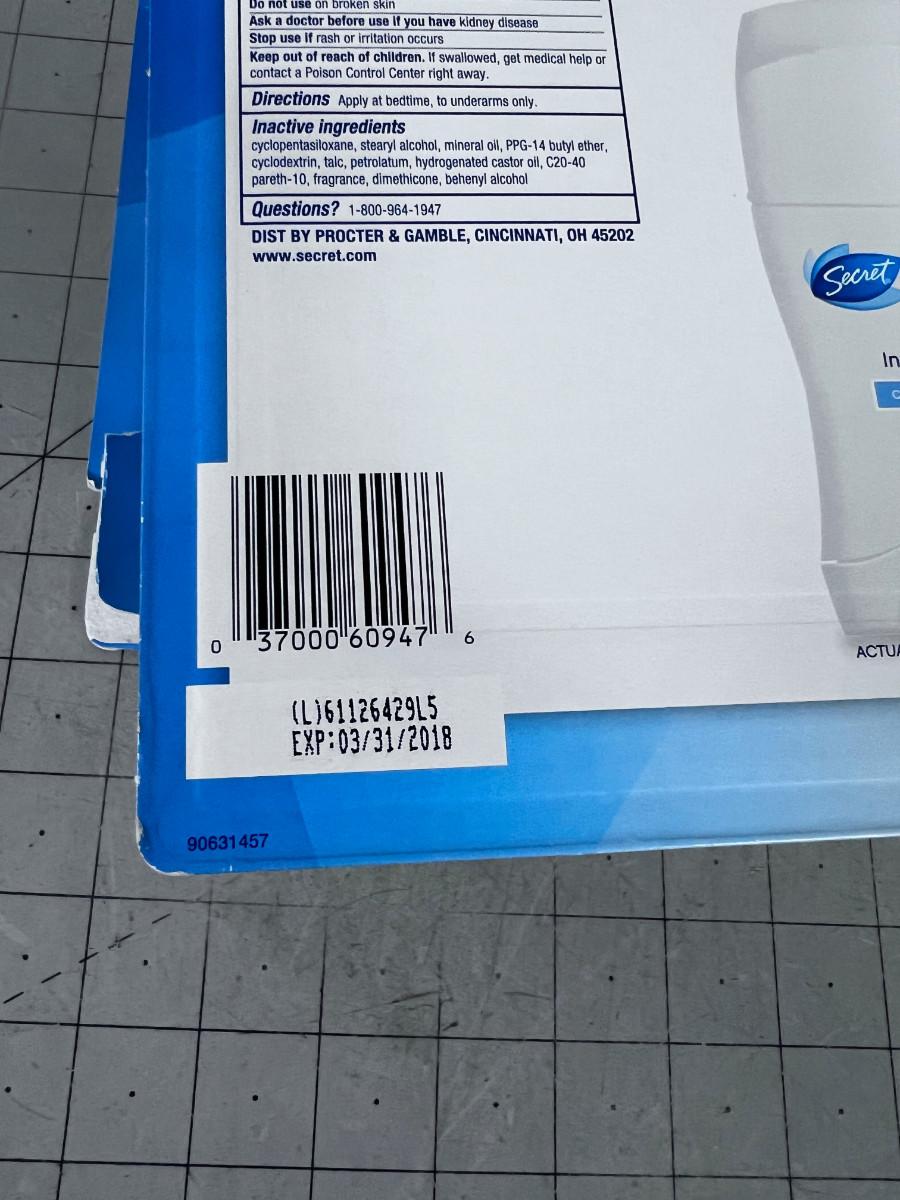 Do not use on broken skin
Ask a doctor before use if you have kidney disease
Stop use if rash or irritation occurs
Keep out of reach of children. If swallowed, get medical help or
contact a Poison Control Center right away.
Directions Apply at bedtime, to underarms only.
Inactive ingredients
cyclopentasiloxane, stearyl alcohol, mineral oil, PPG-14 butyl ether,
cyclodextrin, talc, petrolatum, hydrogenated castor oil, C20-40
pareth-10, fragrance, dimethicone, behenyl alcohol
Questions? 1-800-964-1947
DIST BY PROCTER & GAMBLE, CINCINNATI, OH 45202
www.secret.com
Secret
0 37000 60947 6
(L)61126429L5
EXP:03/31/2018
90631457